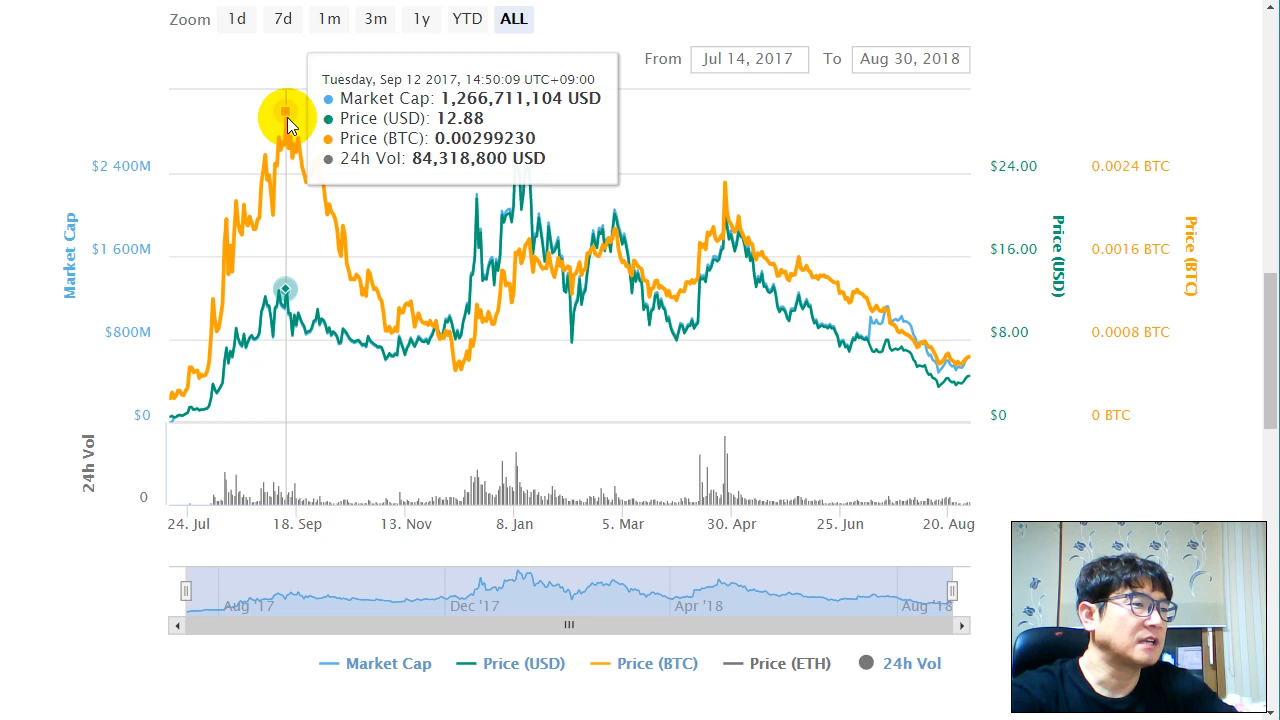 Zoom 1d 7d 1m 3m 1y YTD ALL
From Jul 14, 2017 To Aug 30, 2018
Tuesday, Sep 12 2017, 14:50:09 UTC+09:00
Market Cap: 1,266,711,104 USD
Price (USD): 12.88
Price (BTC): 0.00299230
24h Vol: 84,318,800 USD
$2 400M $24.00 0.0024 BTC
$1 600M $16.00 0.0016 BTC
$800M $8.00 0.0008 BTC
$0 $0 0 BTC
Market Cap
Price (USD)
Price (BTC)
24h Vol
0
24. Jul 18. Sep 13. Nov 8. Jan 5. Mar 30. Apr 25. Jun 20. Aug
Aug '17 Dec '17 Apr '18 Aug '18
Market Cap Price (USD) Price (BTC) Price (ETH) 24h Vol